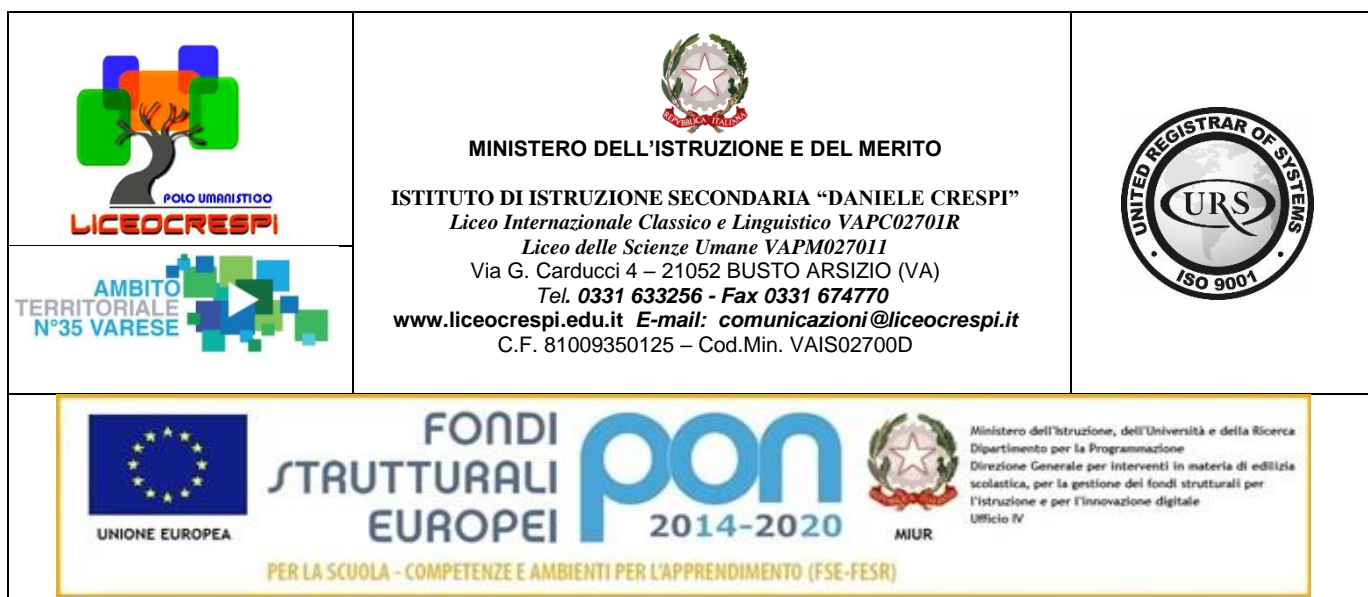 POLO UMANISTICO
LICEOCRESPI
AMBITO
TERRITORIALE
N°35 VARESE
REPVBBLICA ITALIANA
MINISTERO DELL’ISTRUZIONE E DEL MERITO
ISTITUTO DI ISTRUZIONE SECONDARIA “DANIELE CRESPI”
Liceo Internazionale Classico e Linguistico VAPC02701R
Liceo delle Scienze Umane VAPM027011
Via G. Carducci 4 – 21052 BUSTO ARSIZIO (VA)
Tel. 0331 633256 - Fax 0331 674770
www.liceocrespi.edu.it E-mail: comunicazioni@liceocrespi.it
C.F. 81009350125 – Cod.Min. VAIS02700D
UNITED REGISTRAR OF SYSTEMS
URS
ISO 9001
UNIONE EUROPEA
FONDI
STRUTTURALI
EUROPEI
pon
2014-2020
MIUR
Ministero dell'Istruzione, dell'Università e della Ricerca
Dipartimento per la Programmazione
Direzione Generale per interventi in materia di edilizia
scolastica, per la gestione dei fondi strutturali per
l'istruzione e per l'innovazione digitale
Ufficio IV
PER LA SCUOLA - COMPETENZE E AMBIENTI PER L'APPRENDIMENTO (FSE-FESR)